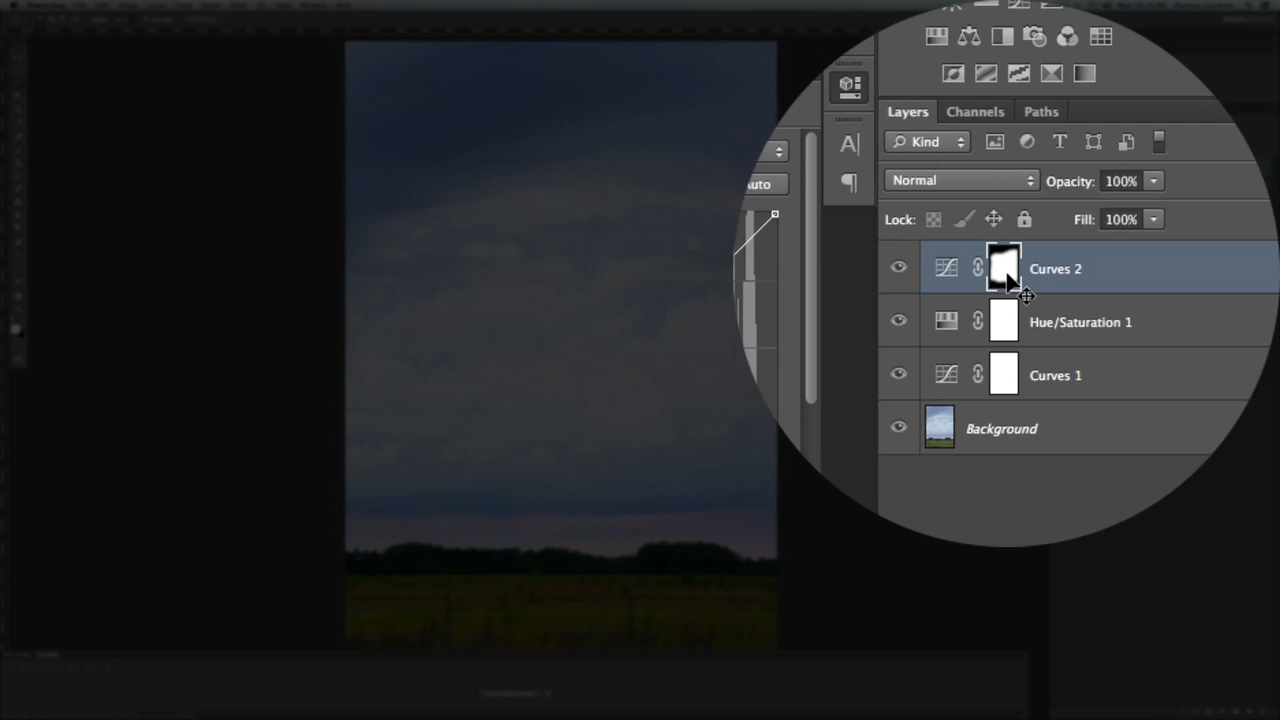 Layers Channels Paths
A
Kind T
Normal Opacity: 100%
Auto
Lock: Fill: 100%
Curves 2
Hue/Saturation 1
Curves 1
Background